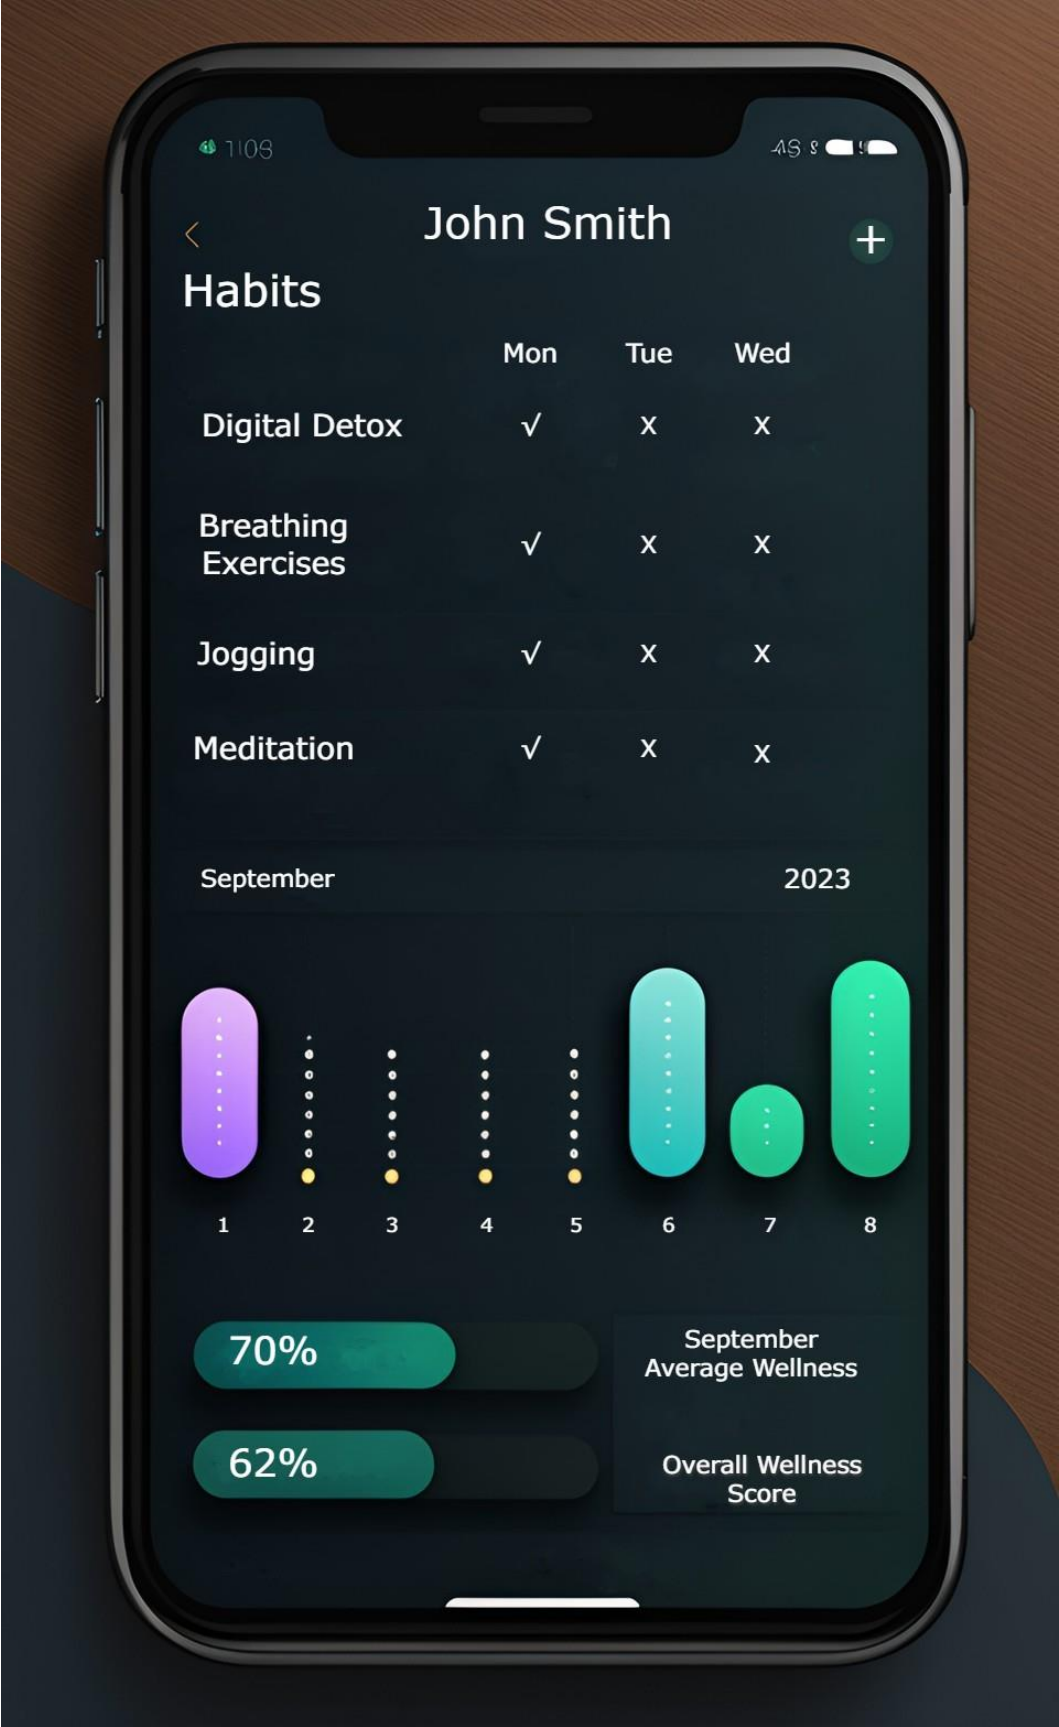 John Smith
Habits
Mon Tue Wed
Digital Detox √ x x
Breathing
Exercises √ x x
Jogging √ x x
Meditation √ x x
September 2023
1 2 3 4 5 6 7 8
70%
September
Average Wellness
62%
Overall Wellness
Score